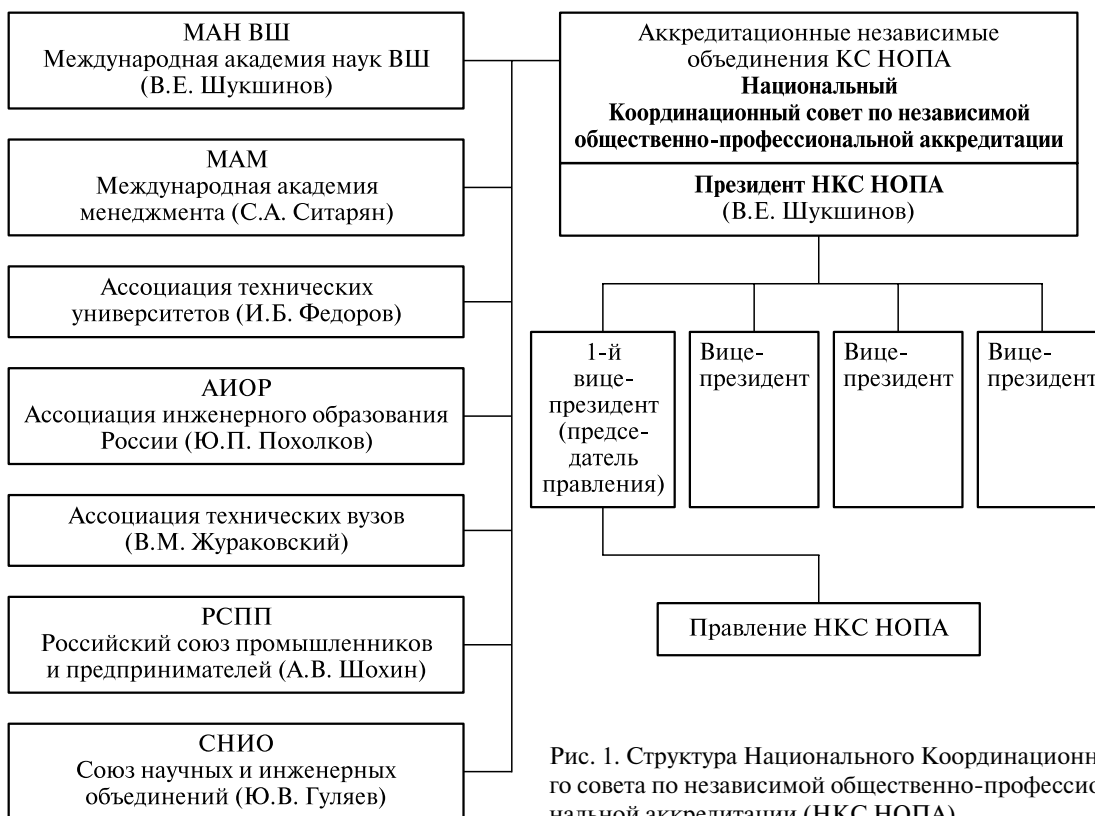 МАН ВШ
Международная академия наук ВШ
(В.Е. Шукшинов)
МАМ
Международная академия
менеджмента (С.А. Ситарян)
Ассоциация технических
университетов (И.Б. Федоров)
АИОР
Ассоциация инженерного образования
России (Ю.П. Похолков)
Ассоциация технических вузов
(В.М. Жураковский)
РСПП
Российский союз промышленников
и предпринимателей (А.В. Шохин)
СНИО
Союз научных и инженерных
объединений (Ю.В. Гуляев)
Аккредитационные независимые
объединения КС НОПА
Национальный
Координационный совет по независимой
общественно-профессиональной аккредитации
Президент НКС НОПА
(В.Е. Шукшинов)
1-й
вице-
президент
(предсе-
датель
правления)
Вице-
президент
Вице-
президент
Вице-
президент
Правление НКС НОПА
Рис. 1. Структура Национального Координационн
го совета по независимой общественно-профессио
нальной аккредитации (НКС НОПА)